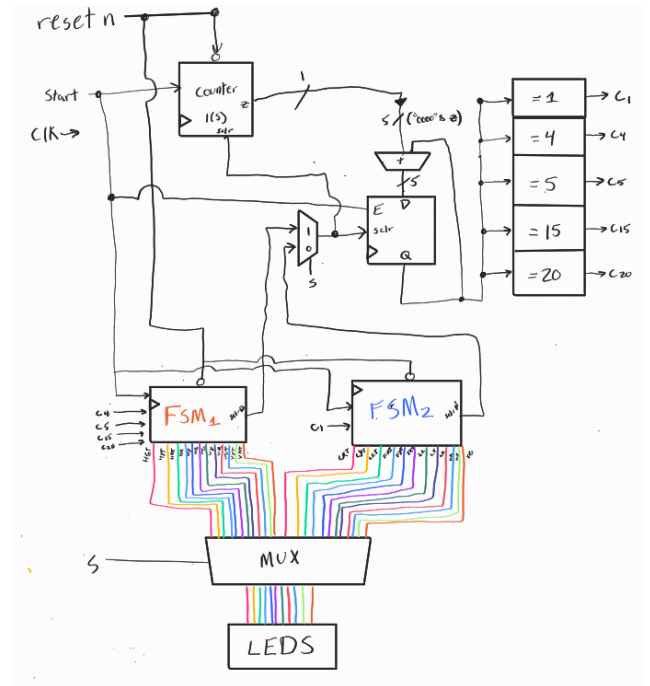 reset n
Start
Clk→
Counter
z
1(s)
sclr
1
5
("0000" & z)
+
5
E
D
sclr
Q
1
0
S
= 1
C1
= 4
C4
= 5
C5
= 15
C15
= 20
C20
C4
C5
C15
C20
FSM1
C1
FSM2
S
MUX
LEDS